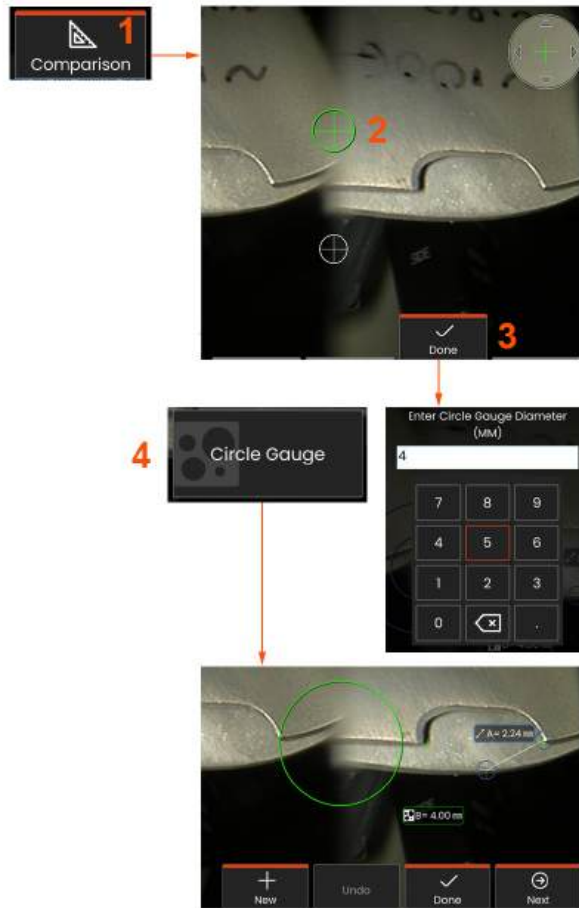 1
Comparison
2
Done
3
4
Circle Gauge
Enter Circle Gauge Diameter
(MM)
4
7 8 9
4 5 6
1 2 3
0 .
A= 2.24 mm
B= 4.00 mm
New
Undo
Done
Next